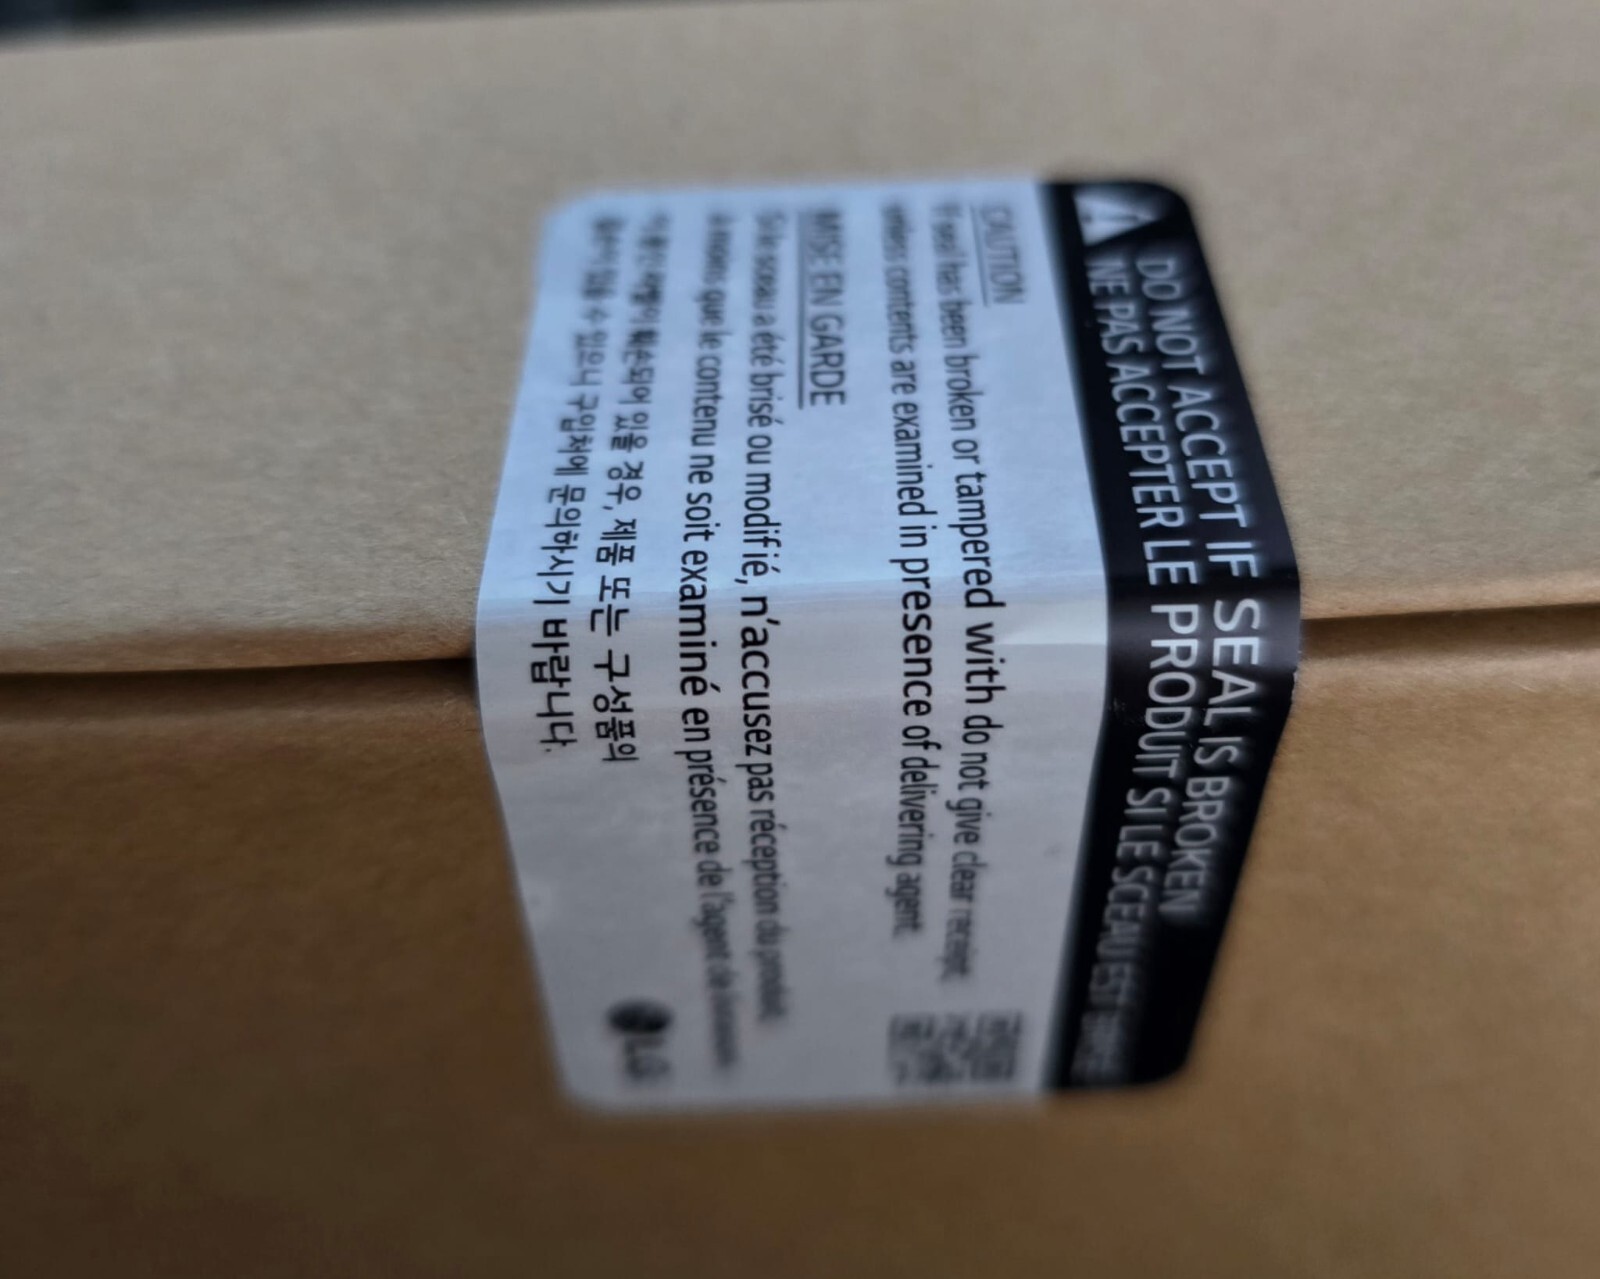 DO NOT ACCEPT IF SEAL IS BROKEN
NE PAS ACCEPTER LE PRODUIT SI LE SCEAU EST BRISÉ
CAUTION
If seal has been broken or tampered with do not give clear receipt
unless contents are examined in presence of delivering agent.
MISE EN GARDE
Si le sceau a été brisé ou modifié, n'accusez pas réception du produit
à moins que le contenu ne soit examiné en présence de l'agent de
훼손되어 있을 경우, 제품 또는 구성품의
있을 수 있으니 구입처에 문의하시기 바랍니다.
LG